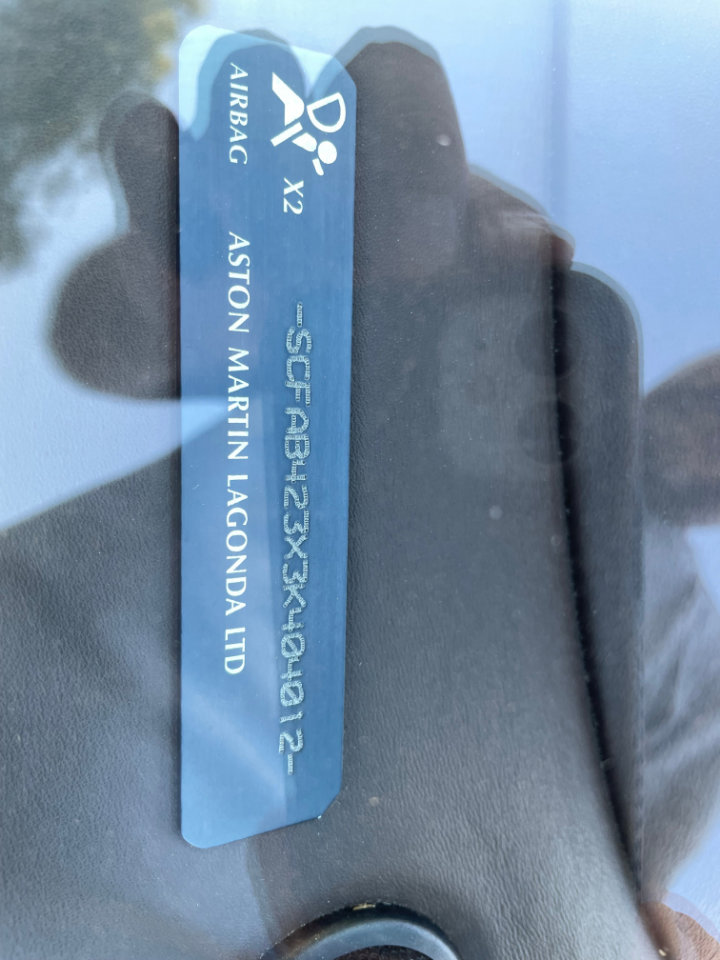 X2 -SCFAB423X3K404012-
AIRBAG ASTON MARTIN LAGONDA LTD